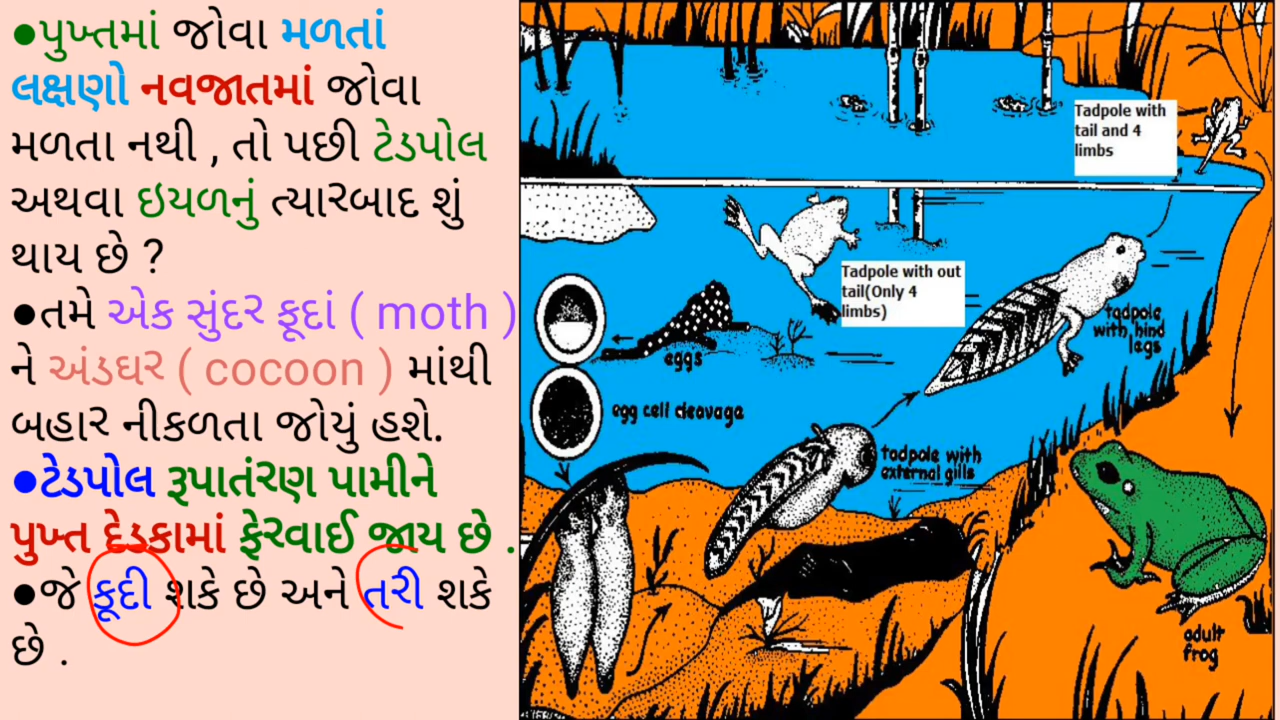 ●પુખ્તમાં જોવા મળતાં
લક્ષણો નવજાતમાં જોવા
મળતા નથી , તો પછી ટેડપોલ
અથવા ઇયળનું ત્યારબાદ શું
થાય છે ?
●તમે એક સુંદર કૂદાં ( moth )
ને અંડઘર ( cocoon ) માંથી
બહાર નીકળતા જોયું હશે.
●ટેડપોલ રૂપાતંરણ પામીને
પુખ્ત દેડકામાં ફેરવાઈ જાય છે .
●જે કૂદી શકે છે અને તરી શકે
છે .
Tadpole with
tail and 4
limbs
Tadpole with out
tail(Only 4
limbs)
tadpole
with hind
legs
eggs
egg cell cleavage
tadpole with
external gills
adult
frog